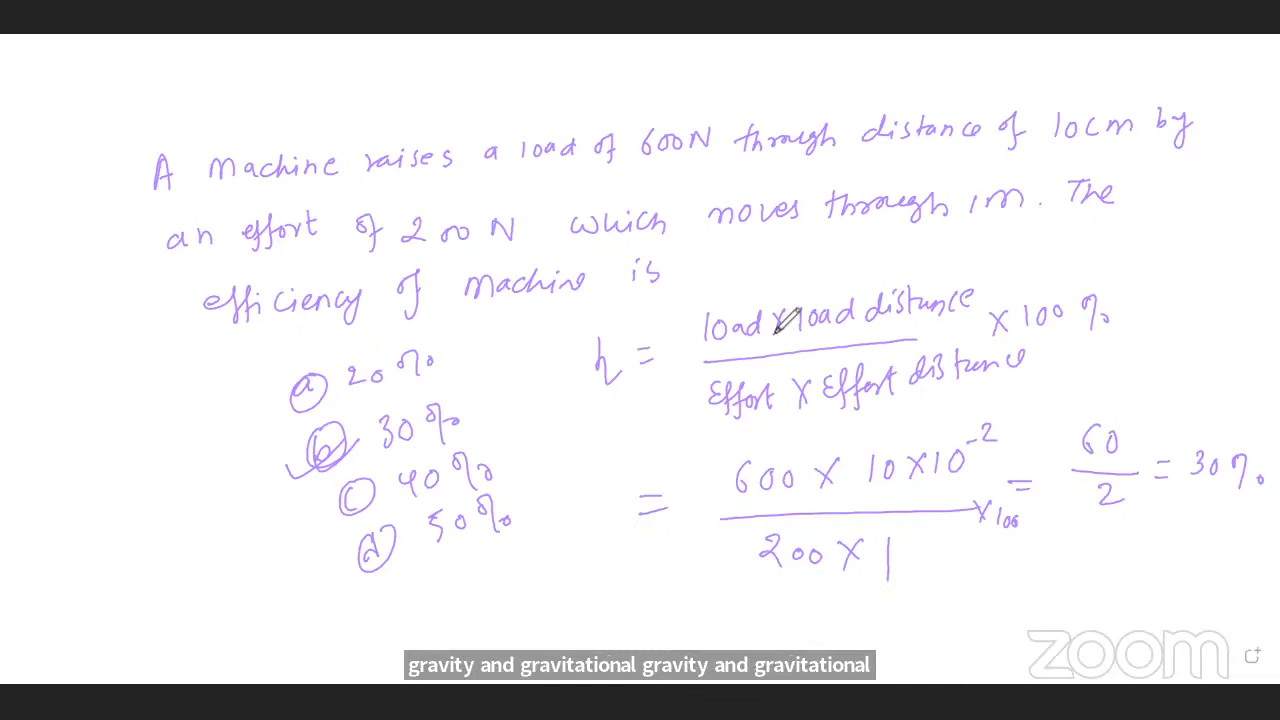 A machine raises a load of 600N through distance of 10cm by
an effort of 200 N which moves through 1m. The
efficiency of machine is
η = load × load distance / Effort × Effort distance × 100 %
(a) 20%
(b) 30%
(c) 40%
(d) 50%
= 600 × 10 × 10⁻² / 200 × 1 × 100 = 60 / 2 = 30%
gravity and gravitational gravity and gravitational
zoom